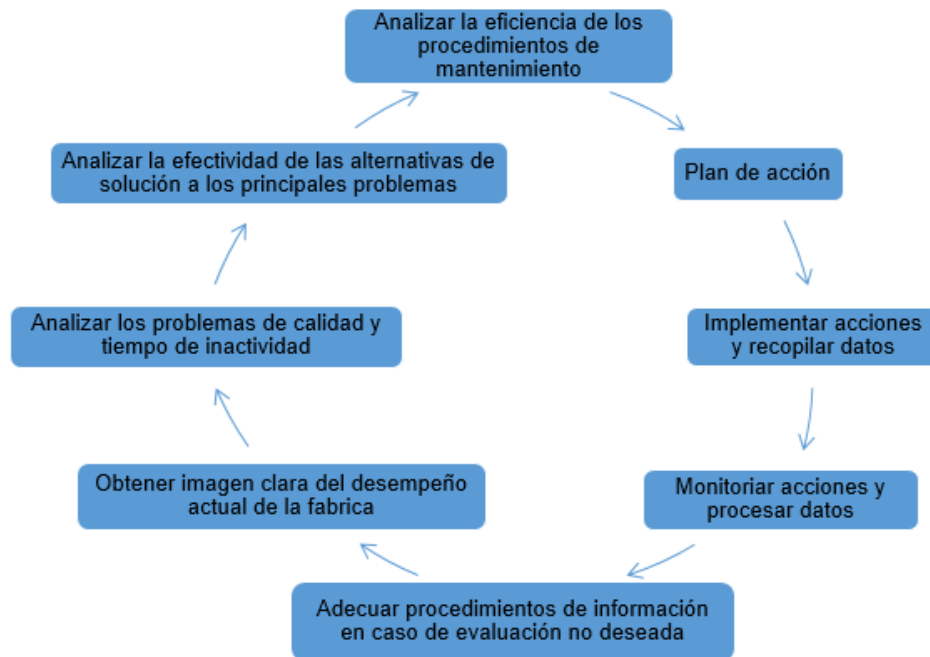 Analizar la eficiencia de los
procedimientos de
mantenimiento
Plan de acción
Implementar acciones
y recopilar datos
Monitoriar acciones y
procesar datos
Adecuar procedimientos de información
en caso de evaluación no deseada
Obtener imagen clara del desempeño
actual de la fabrica
Analizar los problemas de calidad y
tiempo de inactividad
Analizar la efectividad de las alternativas de
solución a los principales problemas